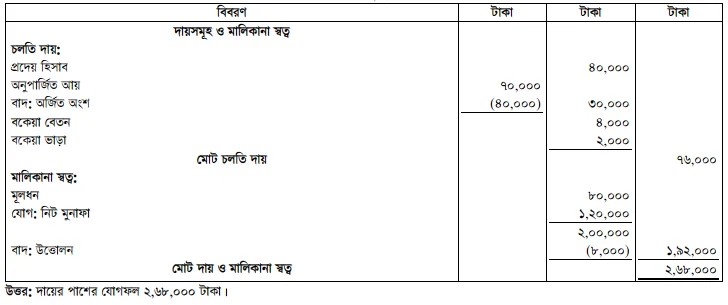 বিবরণ টাকা টাকা টাকা
দায়সমূহ ও মালিকানা স্বত্ব
চলতি দায়:
প্রদেয় হিসাব ৪০,০০০
অনুপার্জিত আয় ৭০,০০০
বাদ: অর্জিত অংশ (৪০,০০০) ৩০,০০০
বকেয়া বেতন ৪,০০০
বকেয়া ভাড়া ২,০০০
মোট চলতি দায় ৭৬,০০০
মালিকানা স্বত্ব:
মূলধন ৮০,০০০
যোগ: নিট মুনাফা ১,২০,০০০
২,০০,০০০
বাদ: উত্তোলন (৮,০০০) ১,৯২,০০০
মোট দায় ও মালিকানা স্বত্ব ২,৬৮,০০০
উত্তর: দায়ের পাশের যোগফল ২,৬৮,০০০ টাকা।